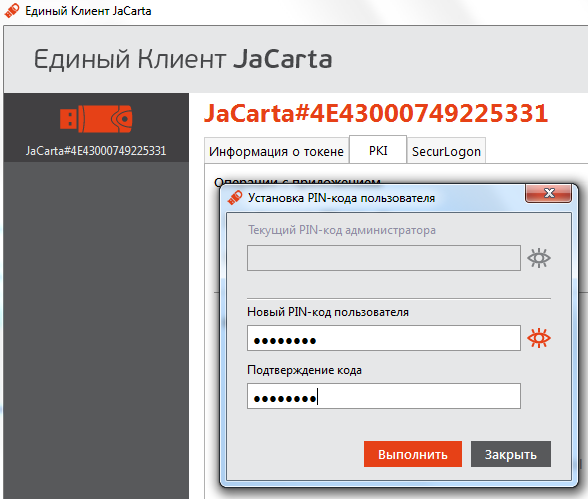 Единый Клиент JaCarta
Единый Клиент JaCarta
JaCarta#4E43000749225331
JaCarta#4E43000749225331
Информация о токене
PKI
SecurLogon
Операции с приложением
Установка PIN-кода пользователя
Текущий PIN-код администратора
Новый PIN-код пользователя
●●●●●●●●
Подтверждение кода
●●●●●●●●
Выполнить
Закрыть